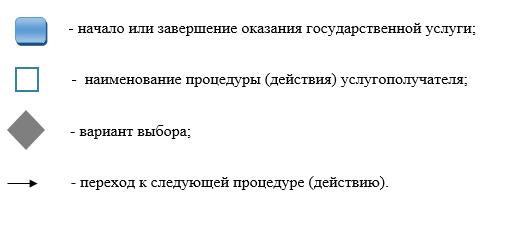 - начало или завершение оказания государственной услуги;
- наименование процедуры (действия) услугополучателя;
- вариант выбора;
- переход к следующей процедуре (действию).